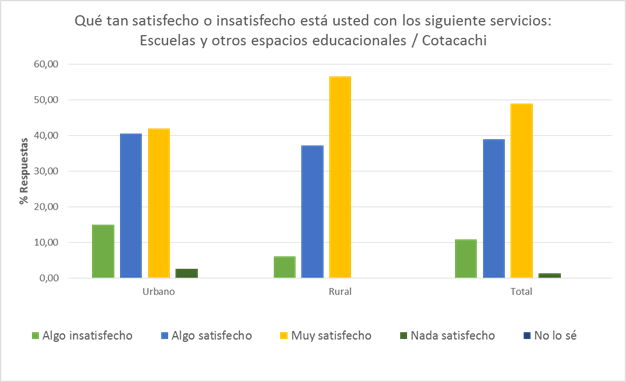 Qué tan satisfecho o insatisfecho está usted con los siguiente servicios:
Escuelas y otros espacios educacionales / Cotacachi
% Respuestas
60,00
50,00
40,00
30,00
20,00
10,00
0,00
Urbano
Rural
Total
Algo insatisfecho
Algo satisfecho
Muy satisfecho
Nada satisfecho
No lo sé